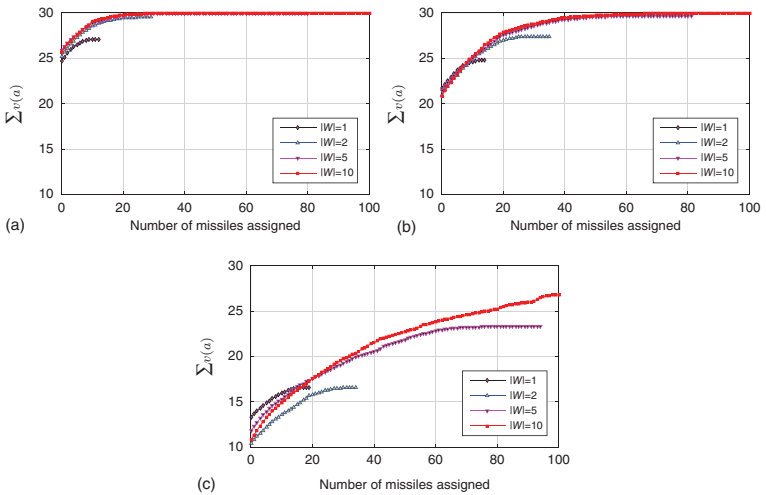 30
25
20
15
10
∑v(a)
|W|=1
|W|=2
|W|=5
|W|=10
0 20 40 60 80 100
Number of missiles assigned
(a)
30
25
20
15
10
∑v(a)
|W|=1
|W|=2
|W|=5
|W|=10
0 20 40 60 80 100
Number of missiles assigned
(b)
30
25
20
15
10
∑v(a)
|W|=1
|W|=2
|W|=5
|W|=10
0 20 40 60 80 100
Number of missiles assigned
(c)